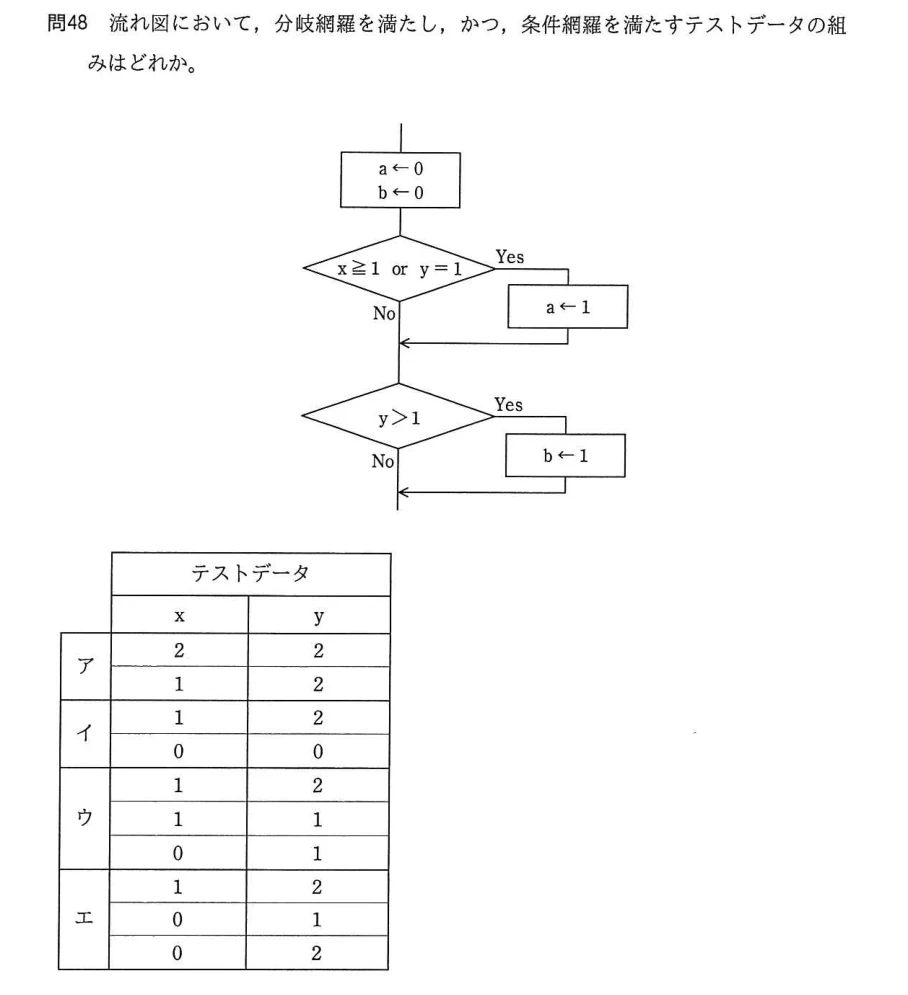 問48 流れ図において，分岐網羅を満たし，かつ，条件網羅を満たすテストデータの組
みはどれか。
a ← 0
b ← 0
x ≧ 1 or y = 1
Yes
a ← 1
No
y > 1
Yes
b ← 1
No
テストデータ
x y
ア 2 2
1 2
イ 1 2
0 0
ウ 1 2
1 1
0 1
エ 1 2
0 1
0 2